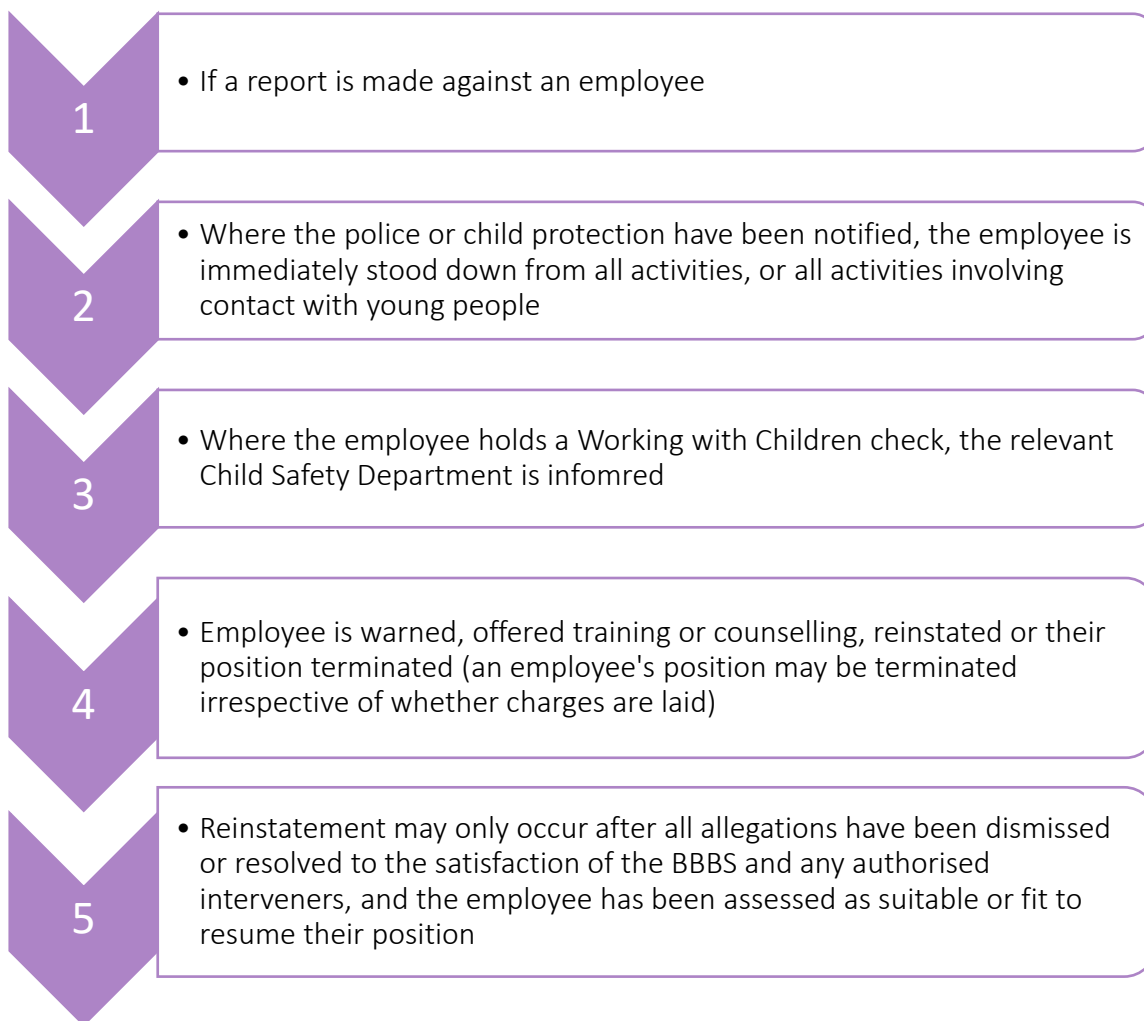 1
• If a report is made against an employee
2
• Where the police or child protection have been notified, the employee is
immediately stood down from all activities, or all activities involving
contact with young people
3
• Where the employee holds a Working with Children check, the relevant
Child Safety Department is infomred
4
• Employee is warned, offered training or counselling, reinstated or their
position terminated (an employee's position may be terminated
irrespective of whether charges are laid)
5
• Reinstatement may only occur after all allegations have been dismissed
or resolved to the satisfaction of the BBBS and any authorised
interveners, and the employee has been assessed as suitable or fit to
resume their position